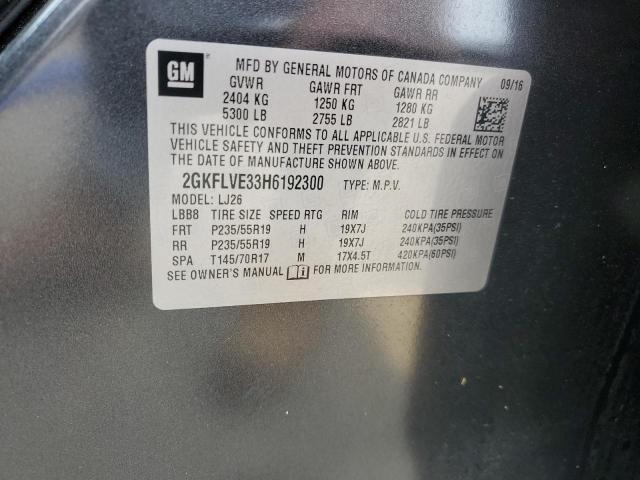 GM
MFD BY GENERAL MOTORS OF CANADA COMPANY 09/16
GVWR GAWR FRT GAWR RR
2404 KG 1250 KG 1280 KG
5300 LB 2755 LB 2821 LB
THIS VEHICLE CONFORMS TO ALL APPLICABLE U.S. FEDERAL MOTOR
VEHICLE SAFETY AND THEFT PREVENTION STANDARDS IN EFFECT ON
THE DATE OF MANUFACTURE SHOWN ABOVE.
2GKFLVE33H6192300 TYPE: M.P.V.
MODEL: LJ26
LBB8 TIRE SIZE SPEED RTG RIM COLD TIRE PRESSURE
FRT P235/55R19 H 19X7J 240KPA(35PSI)
RR P235/55R19 H 19X7J 240KPA(35PSI)
SPA T145/70R17 M 17X4.5T 420KPA(60PSI)
SEE OWNER'S MANUAL FOR MORE INFORMATION.